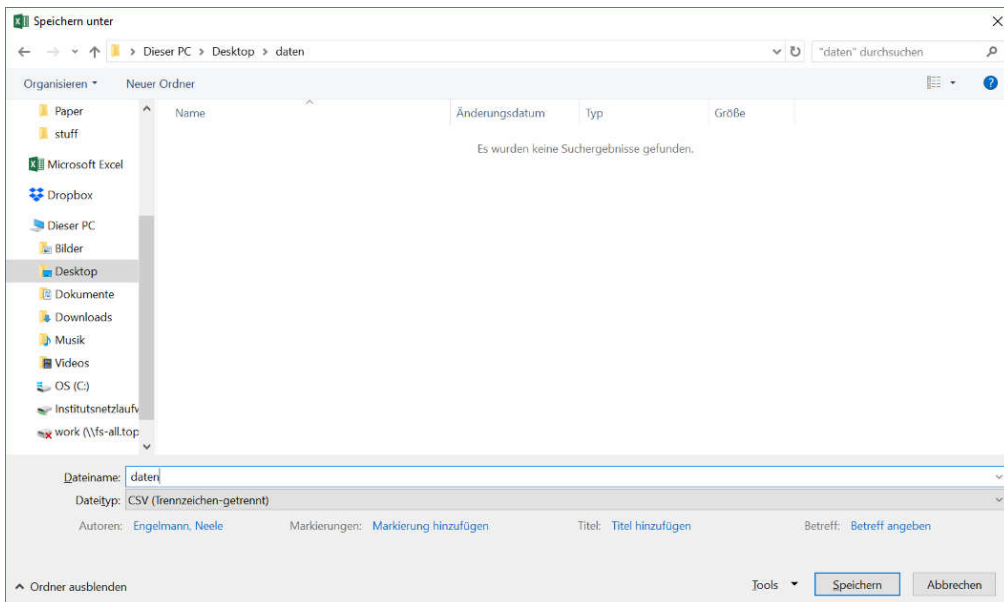 Speichern unter
Dieser PC > Desktop > daten
"daten" durchsuchen
Organisieren
Neuer Ordner
Name
Änderungsdatum
Typ
Größe
Es wurden keine Suchergebnisse gefunden.
Paper
stuff
Microsoft Excel
Dropbox
Dieser PC
Bilder
Desktop
Dokumente
Downloads
Musik
Videos
OS (C:)
Institutsnetzlaufv
work (\\fs-all.top
Dateiname: daten
Dateityp: CSV (Trennzeichen-getrennt)
Autoren: Engelmann, Neele
Markierungen: Markierung hinzufügen
Titel: Titel hinzufügen
Betreff: Betreff angeben
Ordner ausblenden
Tools
Speichern
Abbrechen